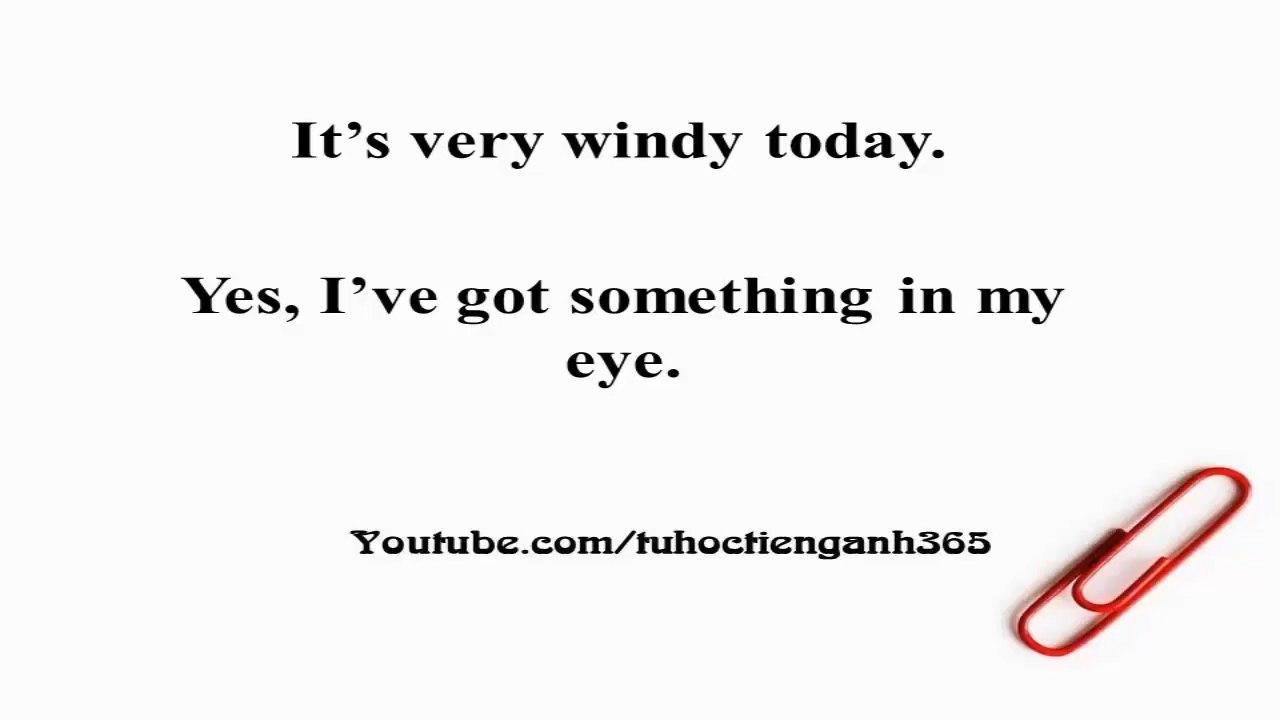 It’s very windy today.
Yes, I’ve got something in my
eye.
Youtube.com/tuhoctienganh365